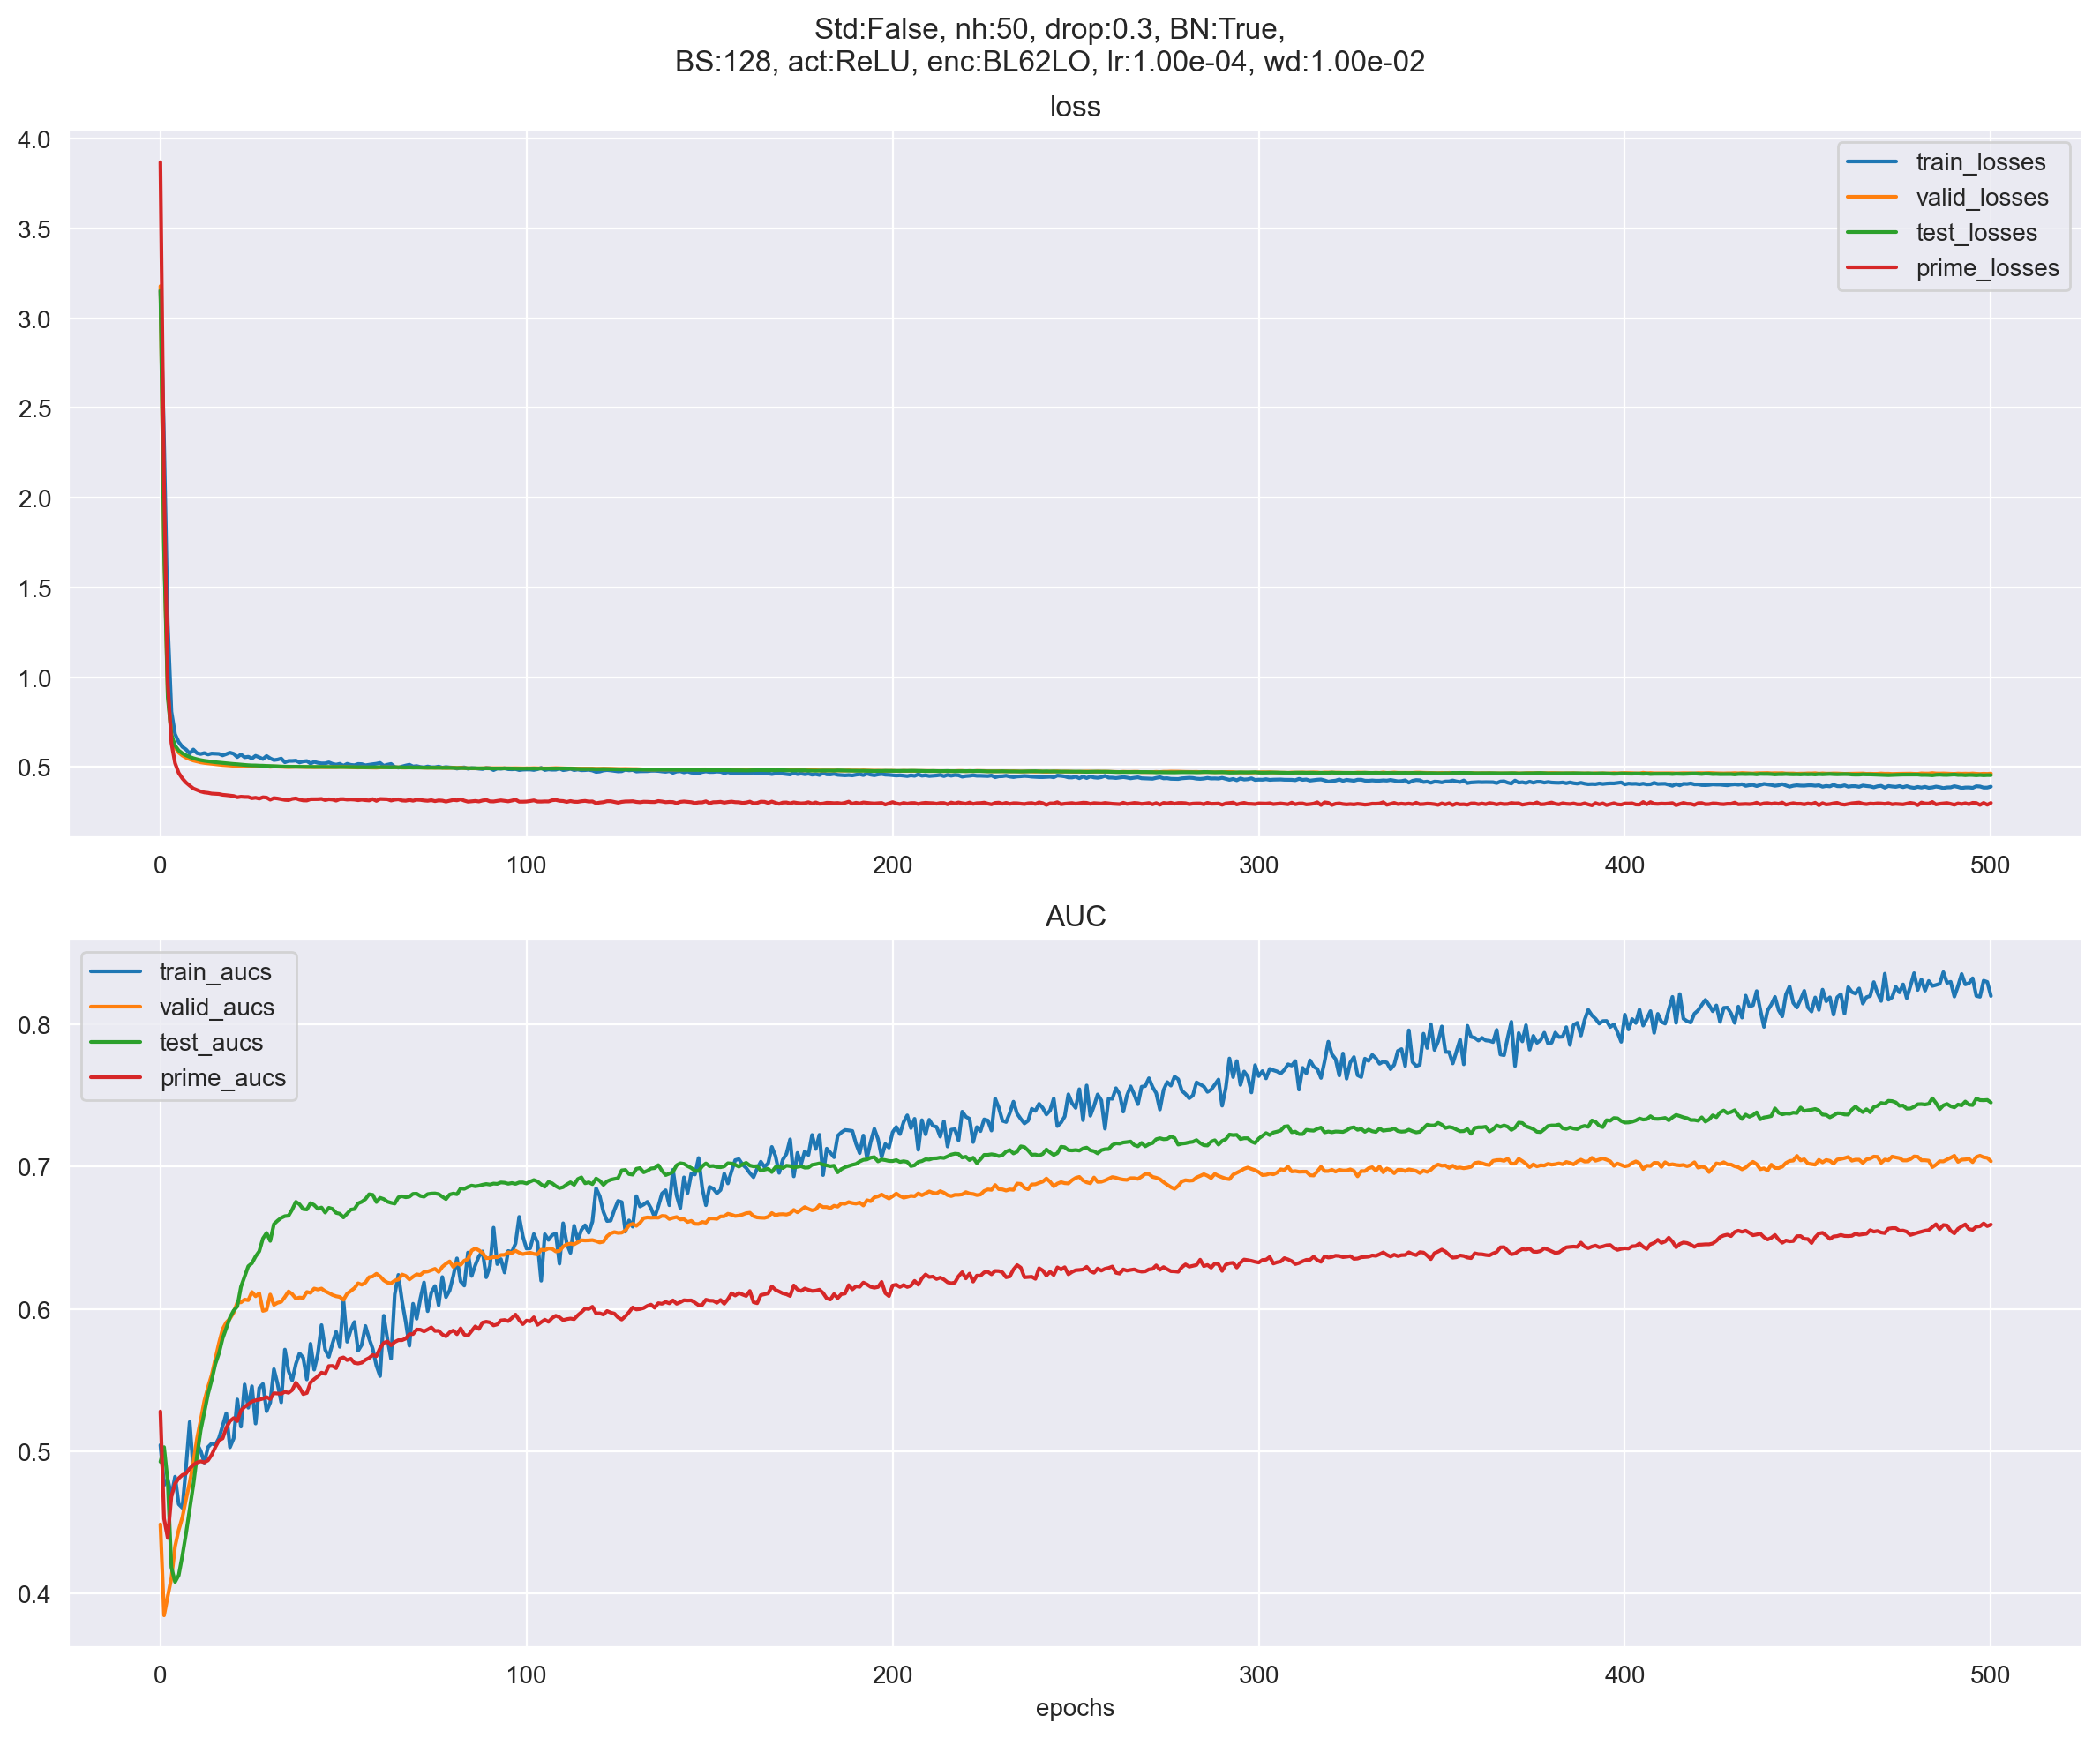 Std:False, nh:50, drop:0.3, BN:True,
BS:128, act:ReLU, enc:BL62LO, lr:1.00e-04, wd:1.00e-02
loss
4.0
3.5
3.0
2.5
2.0
1.5
1.0
0.5
train_losses
valid_losses
test_losses
prime_losses
0 100 200 300 400 500
AUC
0.8
0.7
0.6
0.5
0.4
train_aucs
valid_aucs
test_aucs
prime_aucs
0 100 200 300 400 500
epochs